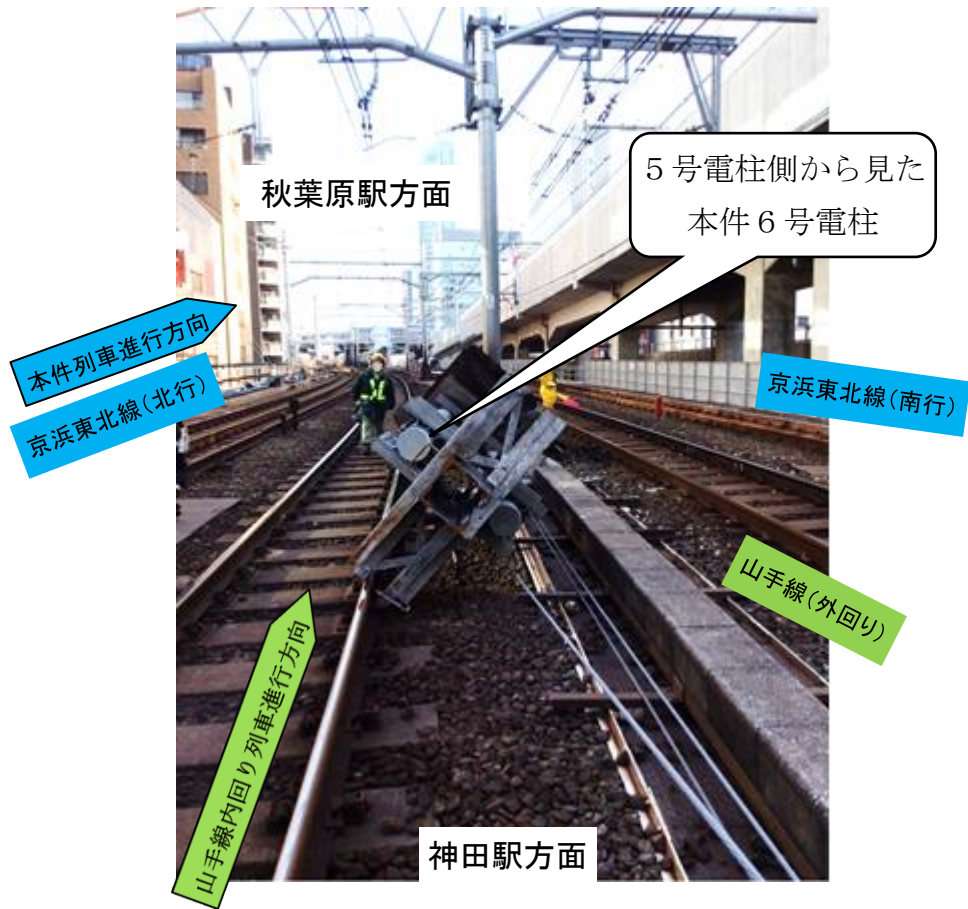 秋葉原駅方面
5号電柱側から見た
本件6号電柱
本件列車進行方向
京浜東北線(北行)
京浜東北線(南行)
山手線(外回り)
山手線内回り列車進行方向
神田駅方面